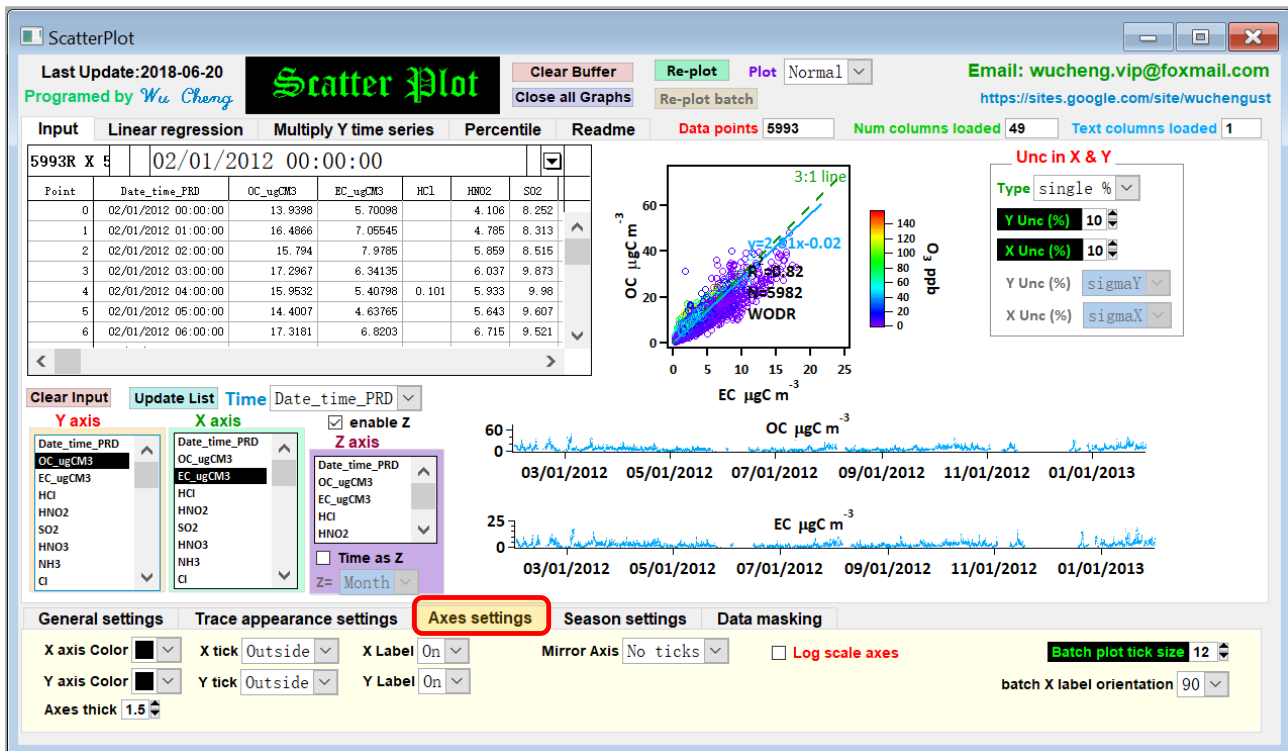 ScatterPlot
Last Update:2018-06-20
Programed by Wu Cheng
Scatter Plot
Clear Buffer
Close all Graphs
Re-plot
Plot Normal
Re-plot batch
Email: wucheng.vip@foxmail.com
https://sites.google.com/site/wuchengust
Input Linear regression Multiply Y time series Percentile Readme
Data points 5993
Num columns loaded 49
Text columns loaded 1
5993R X 5 02/01/2012 00:00:00
Point Date_time_PRD OC_ugCM3 EC_ugCM3 HCl HNO2 SO2
0 02/01/2012 00:00:00 13.9398 5.70098 4.106 8.252
1 02/01/2012 01:00:00 16.4866 7.05545 4.785 8.313
2 02/01/2012 02:00:00 15.794 7.9785 5.859 8.515
3 02/01/2012 03:00:00 17.2967 6.34135 6.037 9.873
4 02/01/2012 04:00:00 15.9532 5.40798 0.101 5.933 9.98
5 02/01/2012 05:00:00 14.4007 4.63765 5.643 9.607
6 02/01/2012 06:00:00 17.3181 6.8203 6.715 9.521
3:1 line
60
40
20
0
OC µgC m-3
N=5982
WODR
0 5 10 15 20 25
EC µgC m-3
140
120
100
80
60
40
20
0
O3 ppb
Unc in X & Y
Type single %
Y Unc (%) 10
X Unc (%) 10
Y Unc (%) sigmaY
X Unc (%) sigmaX
Clear Input
Update List
Time Date_time_PRD
Y axis
Date_time_PRD
OC_ugCM3
EC_ugCM3
HCl
HNO2
SO2
HNO3
NH3
Cl
X axis
Date_time_PRD
OC_ugCM3
EC_ugCM3
HCl
HNO2
SO2
HNO3
NH3
Cl
enable Z
Z axis
Date_time_PRD
OC_ugCM3
EC_ugCM3
HCl
HNO2
Time as Z
Z= Month
OC µgC m-3
60
0
03/01/2012 05/01/2012 07/01/2012 09/01/2012 11/01/2012 01/01/2013
EC µgC m-3
25
0
03/01/2012 05/01/2012 07/01/2012 09/01/2012 11/01/2012 01/01/2013
General settings Trace appearance settings Axes settings Season settings Data masking
X axis Color X tick Outside X Label On Mirror Axis No ticks Log scale axes Batch plot tick size 12
Y axis Color Y tick Outside Y Label On batch X label orientation 90
Axes thick 1.5